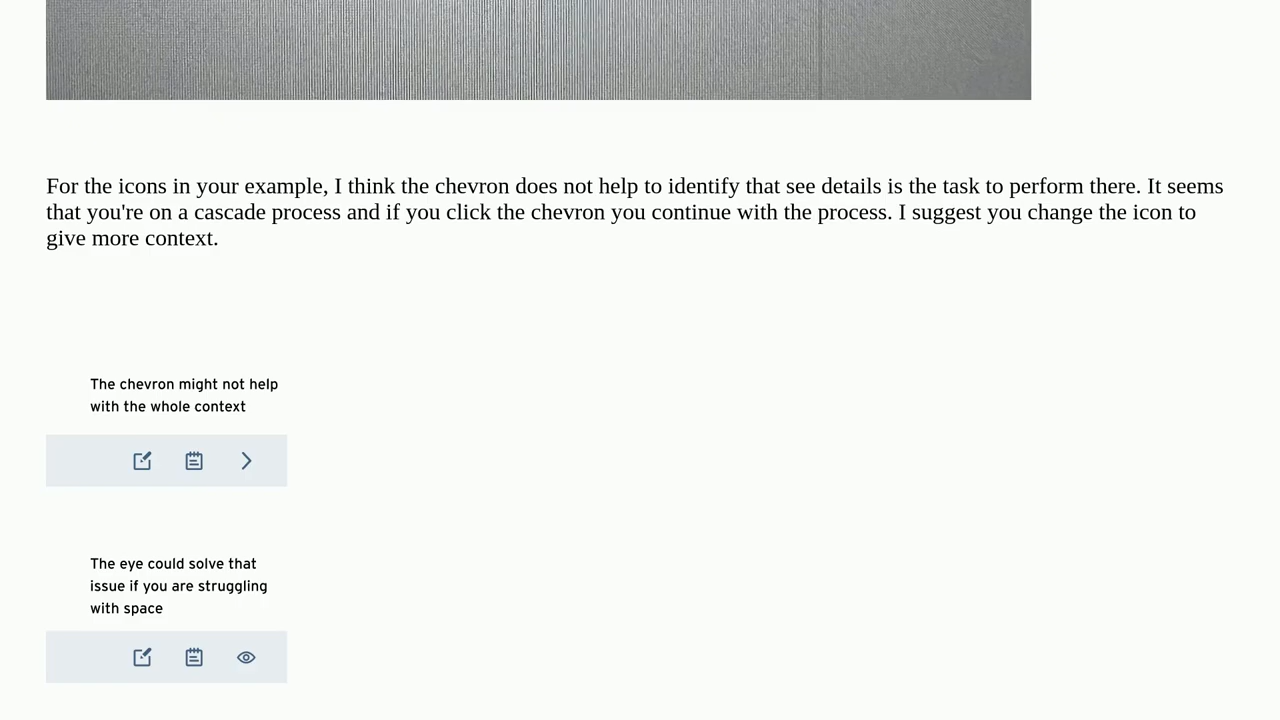 For the icons in your example, I think the chevron does not help to identify that see details is the task to perform there. It seems
that you're on a cascade process and if you click the chevron you continue with the process. I suggest you change the icon to
give more context.
The chevron might not help
with the whole context
The eye could solve that
issue if you are struggling
with space